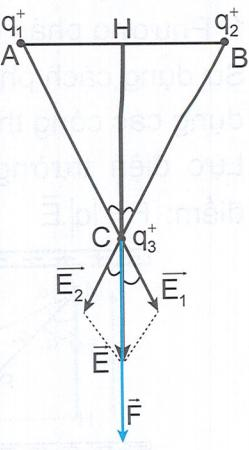 q₁⁺ H q₂⁺
A B
C q₃⁺
E₂→ E₁→
E→
F→